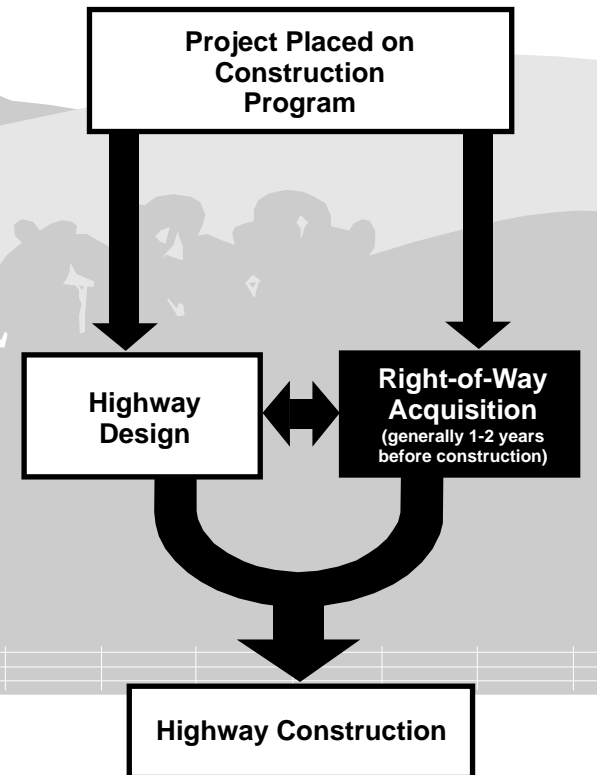 Project Placed on
Construction
Program
Highway
Design
Right-of-Way
Acquisition
(generally 1-2 years
before construction)
Highway Construction